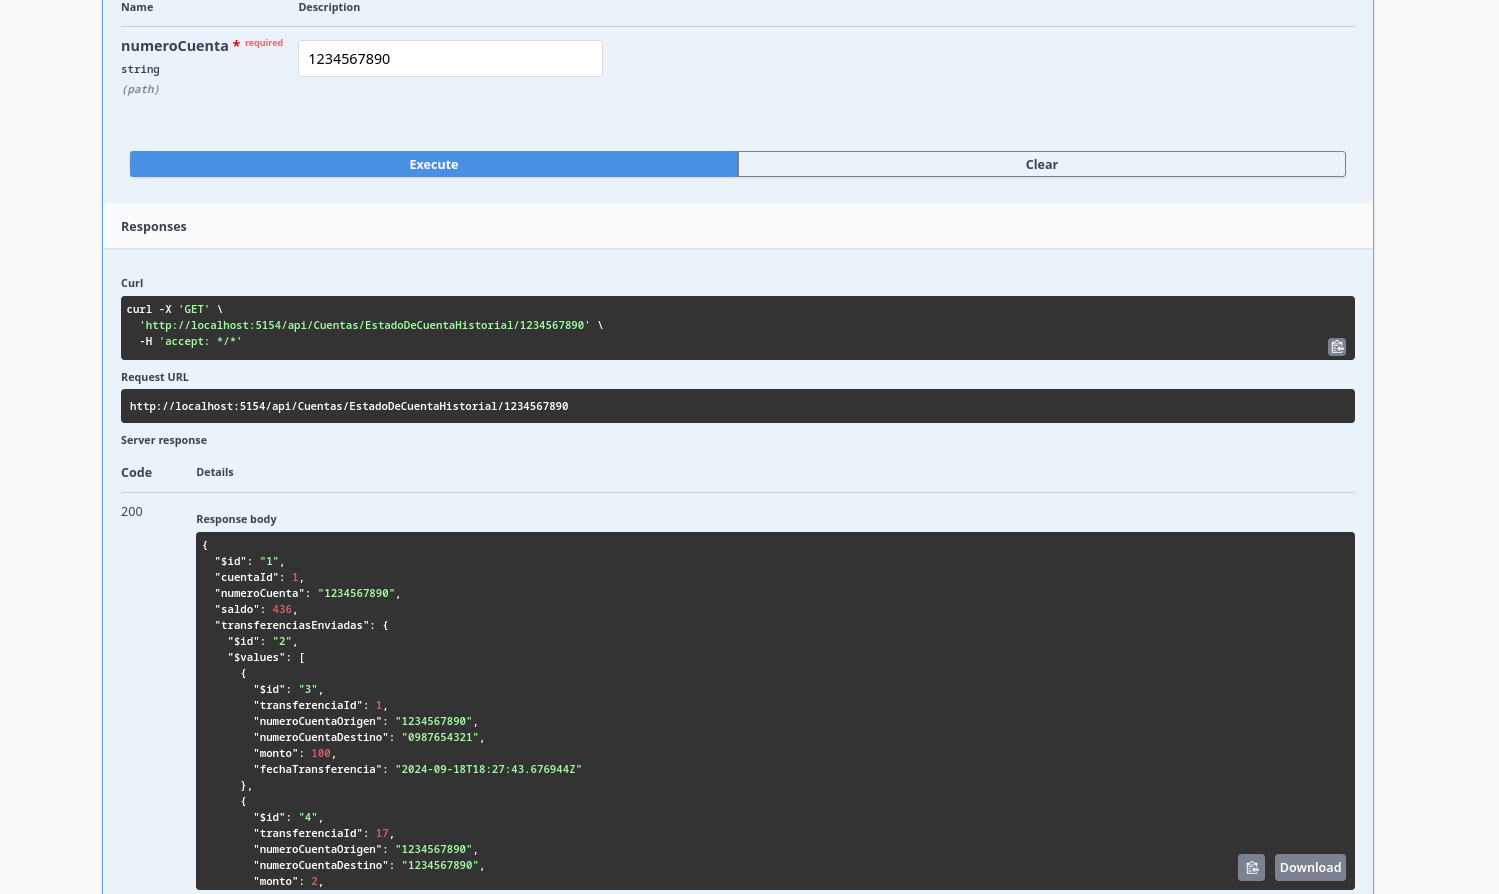 Name Description
numeroCuenta * required 1234567890
string
(path)
Execute Clear
Responses
Curl
curl -X 'GET' \
'http://localhost:5154/api/Cuentas/EstadoDeCuentaHistorial/1234567890' \
-H 'accept: */*'
Request URL
http://localhost:5154/api/Cuentas/EstadoDeCuentaHistorial/1234567890
Server response
Code Details
200
Response body
{
"$id": "1",
"cuentaId": 1,
"numeroCuenta": "1234567890",
"saldo": 436,
"transferenciasEnviadas": {
"$id": "2",
"$values": [
{
"$id": "3",
"transferenciaId": 1,
"numeroCuentaOrigen": "1234567890",
"numeroCuentaDestino": "0987654321",
"monto": 100,
"fechaTransferencia": "2024-09-18T18:27:43.676944Z"
},
{
"$id": "4",
"transferenciaId": 17,
"numeroCuentaOrigen": "1234567890",
"numeroCuentaDestino": "1234567890",
"monto": 2,
Download